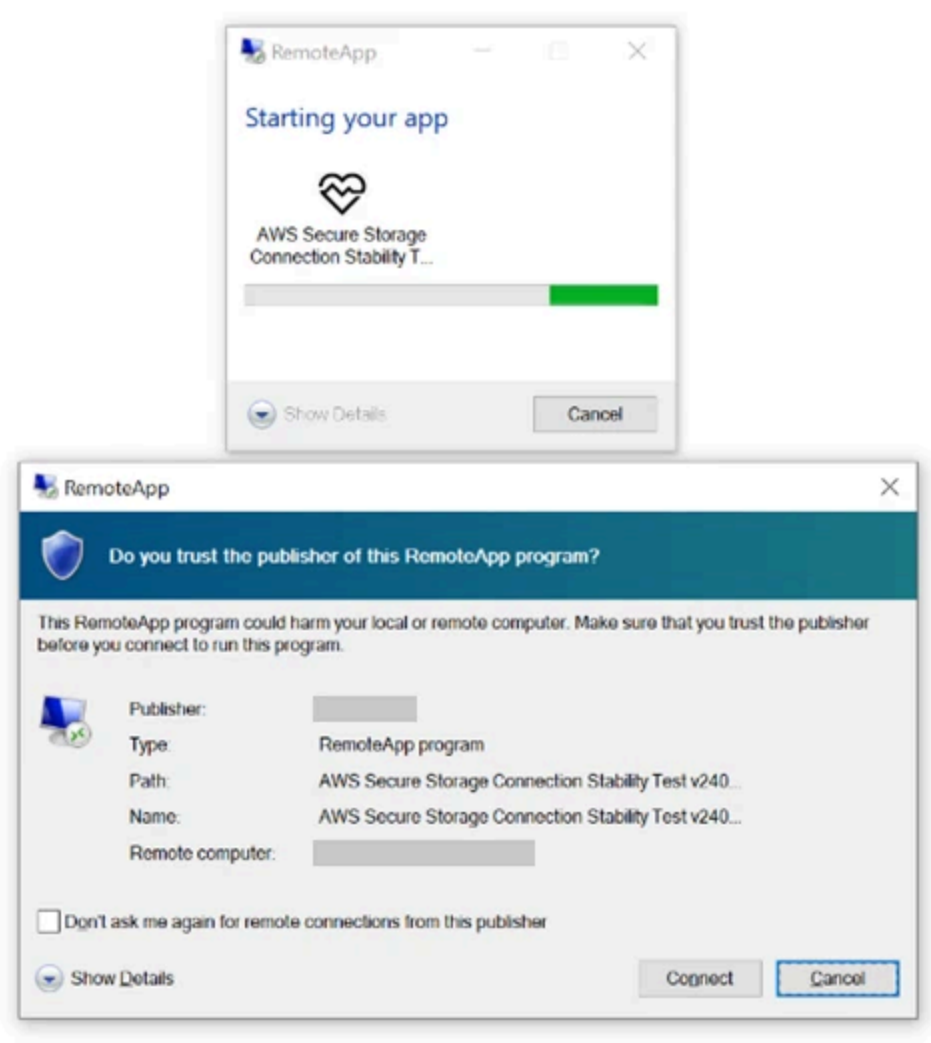 RemoteApp
Starting your app
AWS Secure Storage
Connection Stability T...
Show Details
Cancel
RemoteApp
Do you trust the publisher of this RemoteApp program?
This RemoteApp program could harm your local or remote computer. Make sure that you trust the publisher
before you connect to run this program.
Publisher:
Type: RemoteApp program
Path: AWS Secure Storage Connection Stability Test v240...
Name: AWS Secure Storage Connection Stability Test v240...
Remote computer:
Don't ask me again for remote connections from this publisher
Show Details
Connect
Cancel